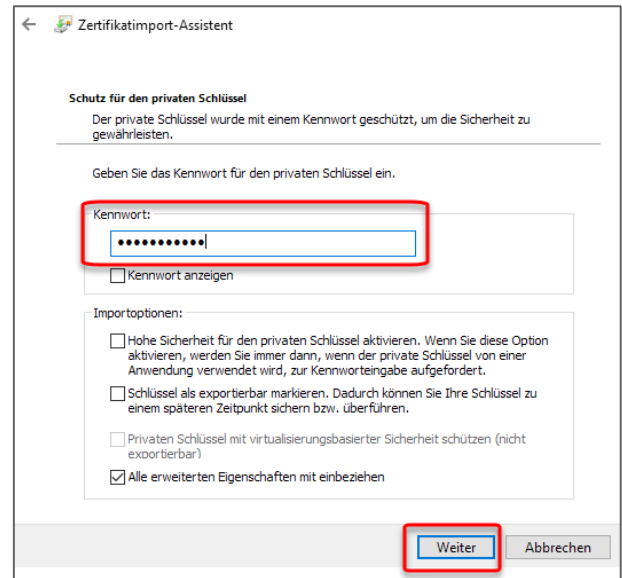 Zertifikatimport-Assistent
Schutz für den privaten Schlüssel
Der private Schlüssel wurde mit einem Kennwort geschützt, um die Sicherheit zu
gewährleisten.
Geben Sie das Kennwort für den privaten Schlüssel ein.
Kennwort:
•••••••••••
Kennwort anzeigen
Importoptionen:
Hohe Sicherheit für den privaten Schlüssel aktivieren. Wenn Sie diese Option
aktivieren, werden Sie immer dann, wenn der private Schlüssel von einer
Anwendung verwendet wird, zur Kennworteingabe aufgefordert.
Schlüssel als exportierbar markieren. Dadurch können Sie Ihre Schlüssel zu
einem späteren Zeitpunkt sichern bzw. überführen.
Privaten Schlüssel mit virtualisierungsbasierter Sicherheit schützen (nicht
exportierbar)
Alle erweiterten Eigenschaften mit einbeziehen
Weiter Abbrechen